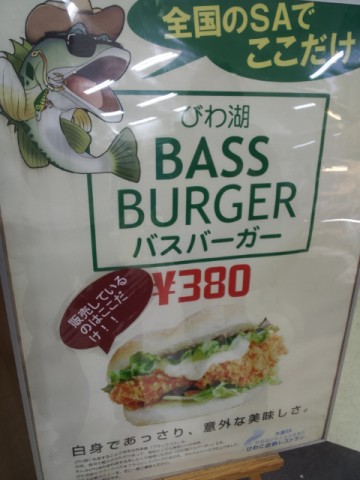 全国のSAで
ここだけ
びわ湖
BASS
BURGER
バスバーガー
¥380
販売している
のはここだ
け！！
白身であっさり、意外な美味しさ。